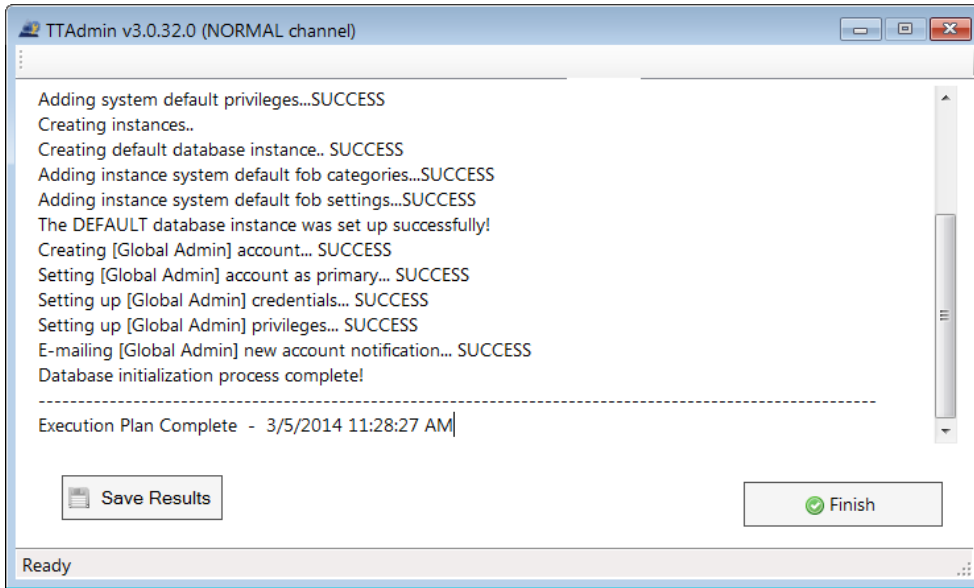 TTAdmin v3.0.32.0 (NORMAL channel)
Adding system default privileges...SUCCESS
Creating instances..
Creating default database instance.. SUCCESS
Adding instance system default fob categories...SUCCESS
Adding instance system default fob settings...SUCCESS
The DEFAULT database instance was set up successfully!
Creating [Global Admin] account... SUCCESS
Setting [Global Admin] account as primary... SUCCESS
Setting up [Global Admin] credentials... SUCCESS
Setting up [Global Admin] privileges... SUCCESS
E-mailing [Global Admin] new account notification... SUCCESS
Database initialization process complete!
--------------------------------------------------------------------------------------------------------
Execution Plan Complete  -  3/5/2014 11:28:27 AM
Save Results
Finish
Ready